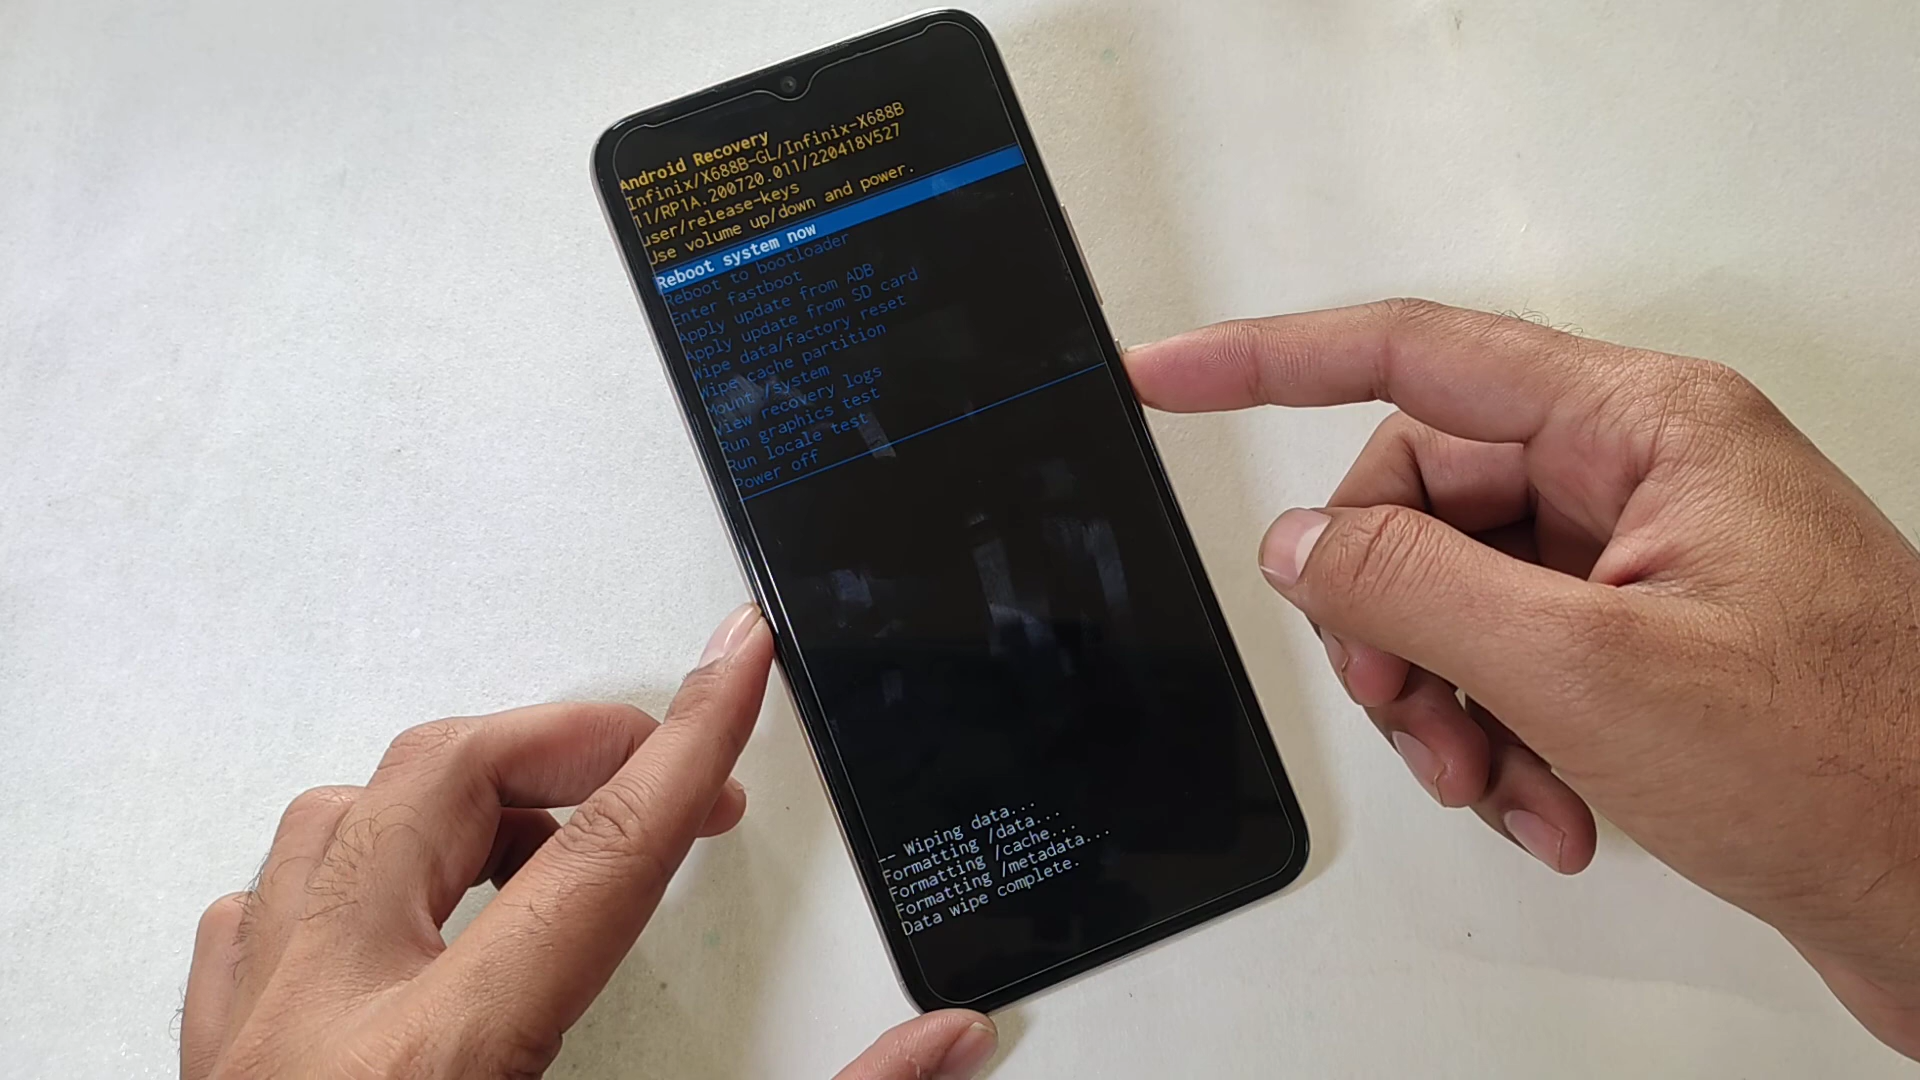 Android Recovery
Infinix/X688B-GL/Infinix-X688B
11/RP1A.200720.011/220418V527
user/release-keys
Use volume up/down and power.
Reboot system now
Reboot to bootloader
Enter fastboot
Apply update from ADB
Apply update from SD card
Wipe data/factory reset
Wipe cache partition
Mount /system
View recovery logs
Run graphics test
Run locale test
Power off
-- Wiping data...
Formatting /data...
Formatting /cache...
Formatting /metadata...
Data wipe complete.